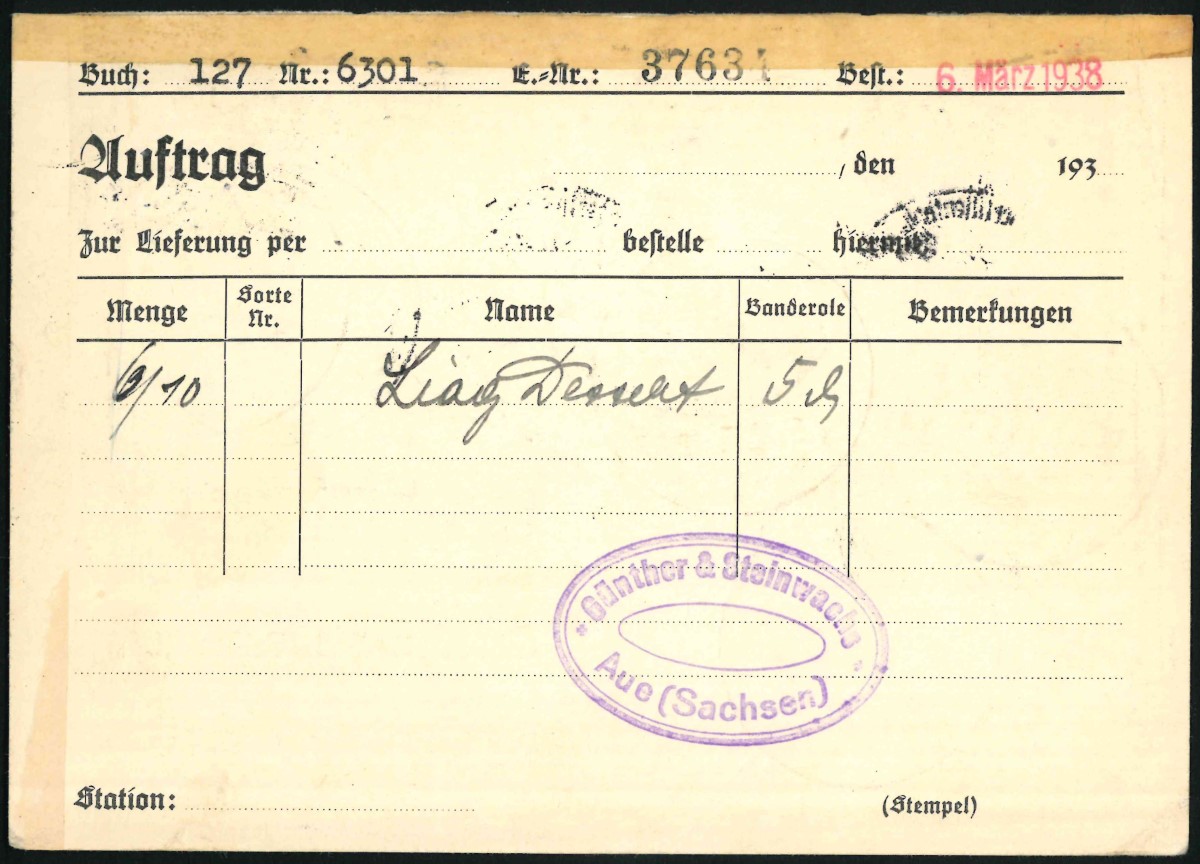 Buch: 127 Nr.: 6301 E.-Nr.: 37631 Best.: 6. März 1938
Auftrag , den 193
Zur Lieferung per bestelle hiermit
Menge Sorte Nr. Name Banderole Bemerkungen
6/10 Dessert 5
Günther & Steinwachs
Aue (Sachsen)
Station: (Stempel)